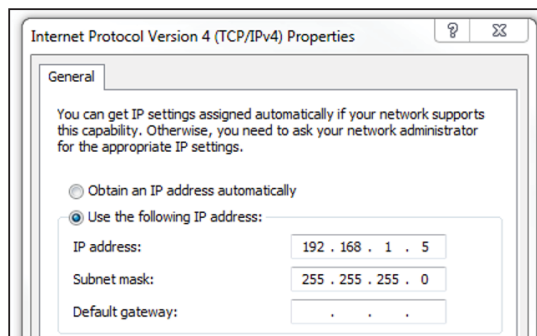 Internet Protocol Version 4 (TCP/IPv4) Properties
?
General
You can get IP settings assigned automatically if your network supports
this capability. Otherwise, you need to ask your network administrator
for the appropriate IP settings.
Obtain an IP address automatically
Use the following IP address:
IP address: 192 . 168 . 1 . 5
Subnet mask: 255 . 255 . 255 . 0
Default gateway: . . .